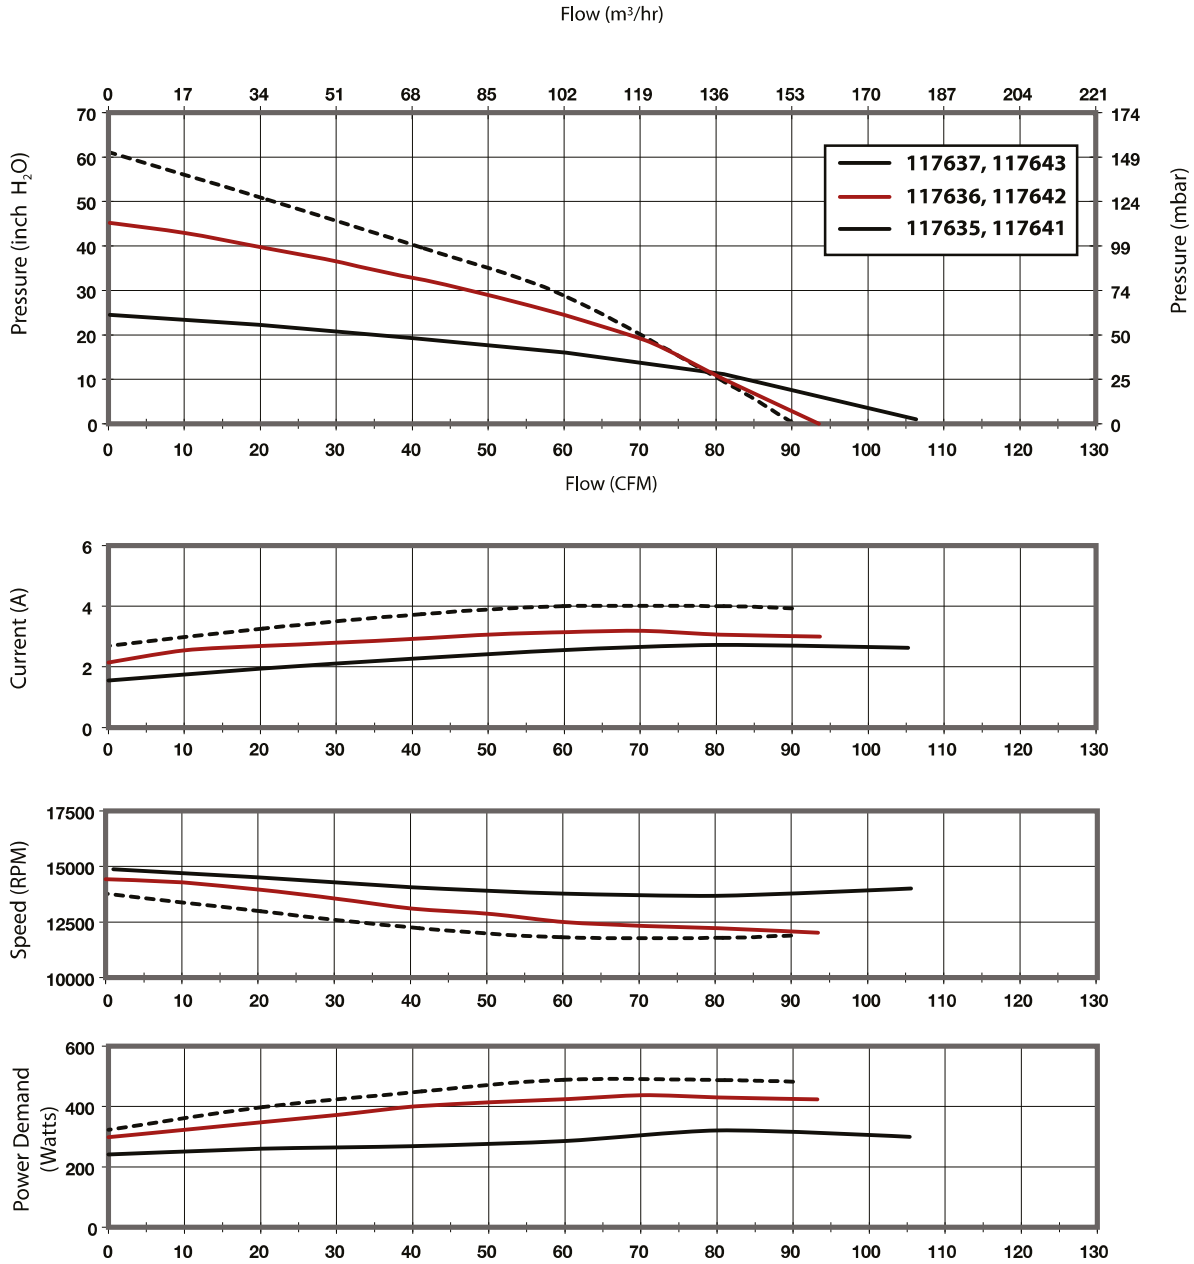 Flow (m³/hr)
0 17 34 51 68 85 102 119 136 153 170 187 204 221
70 174
60 149
50 124
40 99
30 74
20 50
10 25
0 0
Pressure (inch H₂O)
Pressure (mbar)
117637, 117643
117636, 117642
117635, 117641
0 10 20 30 40 50 60 70 80 90 100 110 120 130
Flow (CFM)
Current (A)
6
4
2
0
0 10 20 30 40 50 60 70 80 90 100 110 120 130
Speed (RPM)
17500
15000
12500
10000
0 10 20 30 40 50 60 70 80 90 100 110 120 130
Power Demand
(Watts)
600
400
200
0
0 10 20 30 40 50 60 70 80 90 100 110 120 130